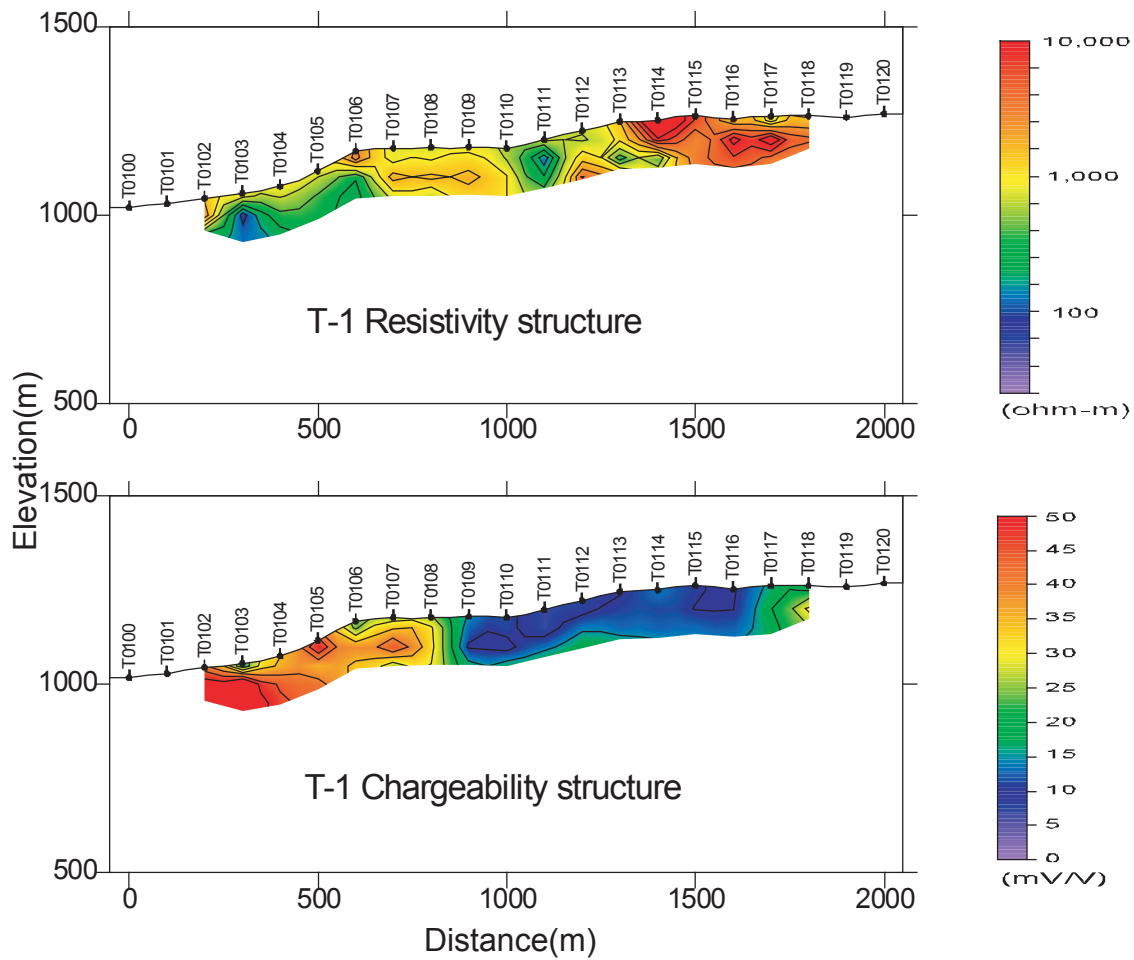 1500
1000
500
T0100
T0101
T0102
T0103
T0104
T0105
T0106
T0107
T0108
T0109
T0110
T0111
T0112
T0113
T0114
T0115
T0116
T0117
T0118
T0119
T0120
T-1 Resistivity structure
0
500
1000
1500
2000
10,000
1,000
100
(ohm-m)
Elevation(m)
1500
1000
500
T0100
T0101
T0102
T0103
T0104
T0105
T0106
T0107
T0108
T0109
T0110
T0111
T0112
T0113
T0114
T0115
T0116
T0117
T0118
T0119
T0120
T-1 Chargeability structure
0
500
1000
1500
2000
Distance(m)
50
45
40
35
30
25
20
15
10
5
0
(mV/V)